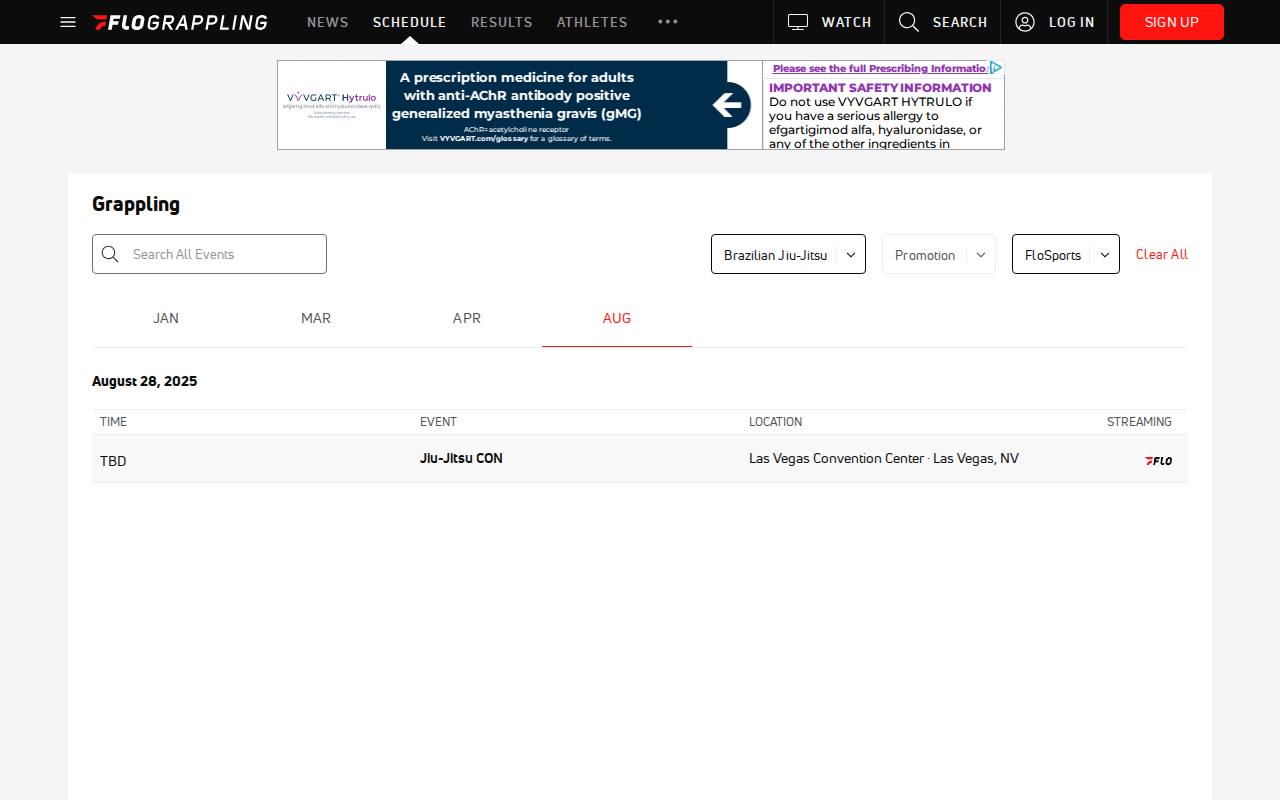 FLOGRAPPLING NEWS SCHEDULE RESULTS ATHLETES WATCH SEARCH LOG IN SIGN UP
VYVGART Hytrulo
(efgartigimod alfa and hyaluronidase-qvfc)
A prescription medicine for adults
with anti-AChR antibody positive
generalized myasthenia gravis (gMG)
AChR=acetylcholine receptor
Visit VYVGART.com/glossary for a glossary of terms.
Please see the full Prescribing Informatio
IMPORTANT SAFETY INFORMATION
Do not use VYVGART HYTRULO if
you have a serious allergy to
efgartigimod alfa, hyaluronidase, or
any of the other ingredients in
Grappling
Search All Events Brazilian Jiu-Jitsu Promotion FloSports Clear All
JAN MAR APR AUG
August 28, 2025
TIME EVENT LOCATION STREAMING
TBD Jiu-Jitsu CON Las Vegas Convention Center · Las Vegas, NV FLO